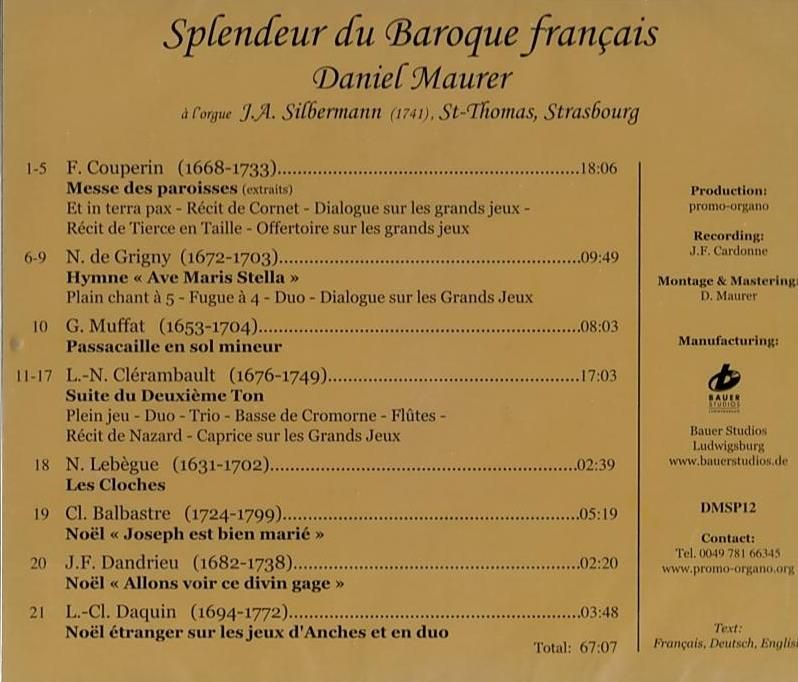 Splendeur du Baroque français
Daniel Maurer
à l'orgue J.A. Silbermann (1741), St-Thomas, Strasbourg
1-5 F. Couperin (1668-1733)..........18:06
Messe des paroisses (extraits)
Et in terra pax - Récit de Cornet - Dialogue sur les grands jeux -
Récit de Tierce en Taille - Offertoire sur les grands jeux
6-9 N. de Grigny (1672-1703)..........09:49
Hymne « Ave Maris Stella »
Plain chant à 5 - Fugue à 4 - Duo - Dialogue sur les Grands Jeux
10 G. Muffat (1653-1704)..........08:03
Passacaille en sol mineur
11-17 L.-N. Clérambault (1676-1749)..........17:03
Suite du Deuxième Ton
Plein jeu - Duo - Trio - Basse de Cromorne - Flûtes -
Récit de Nazard - Caprice sur les Grands Jeux
18 N. Lebègue (1631-1702)..........02:39
Les Cloches
19 Cl. Balbastre (1724-1799)..........05:19
Noël « Joseph est bien marié »
20 J.F. Dandrieu (1682-1738)..........02:20
Noël « Allons voir ce divin gage »
21 L.-Cl. Daquin (1694-1772)..........03:48
Noël étranger sur les jeux d'Anches et en duo
Total: 67:07
Production:
promo-organo
Recording:
J.F. Cardonne
Montage & Mastering:
D. Maurer
Manufacturing:
BAUER
STUDIOS
Bauer Studios
Ludwigsburg
www.bauerstudios.de
DMSP12
Contact:
Tel. 0049 781 66345
www.promo-organo.org
Text:
Français, Deutsch, English